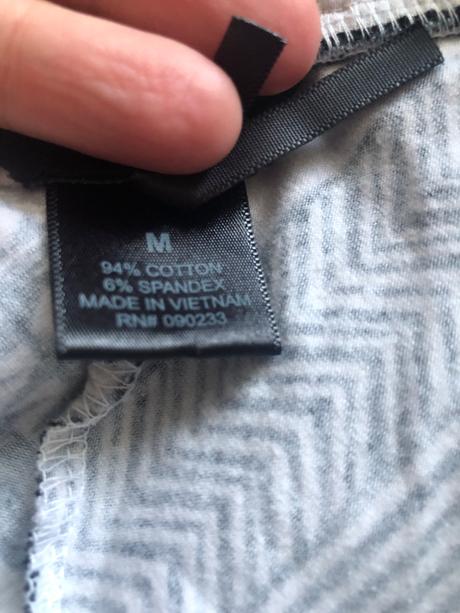 M
94% COTTON
6% SPANDEX
MADE IN VIETNAM
RN# 090233